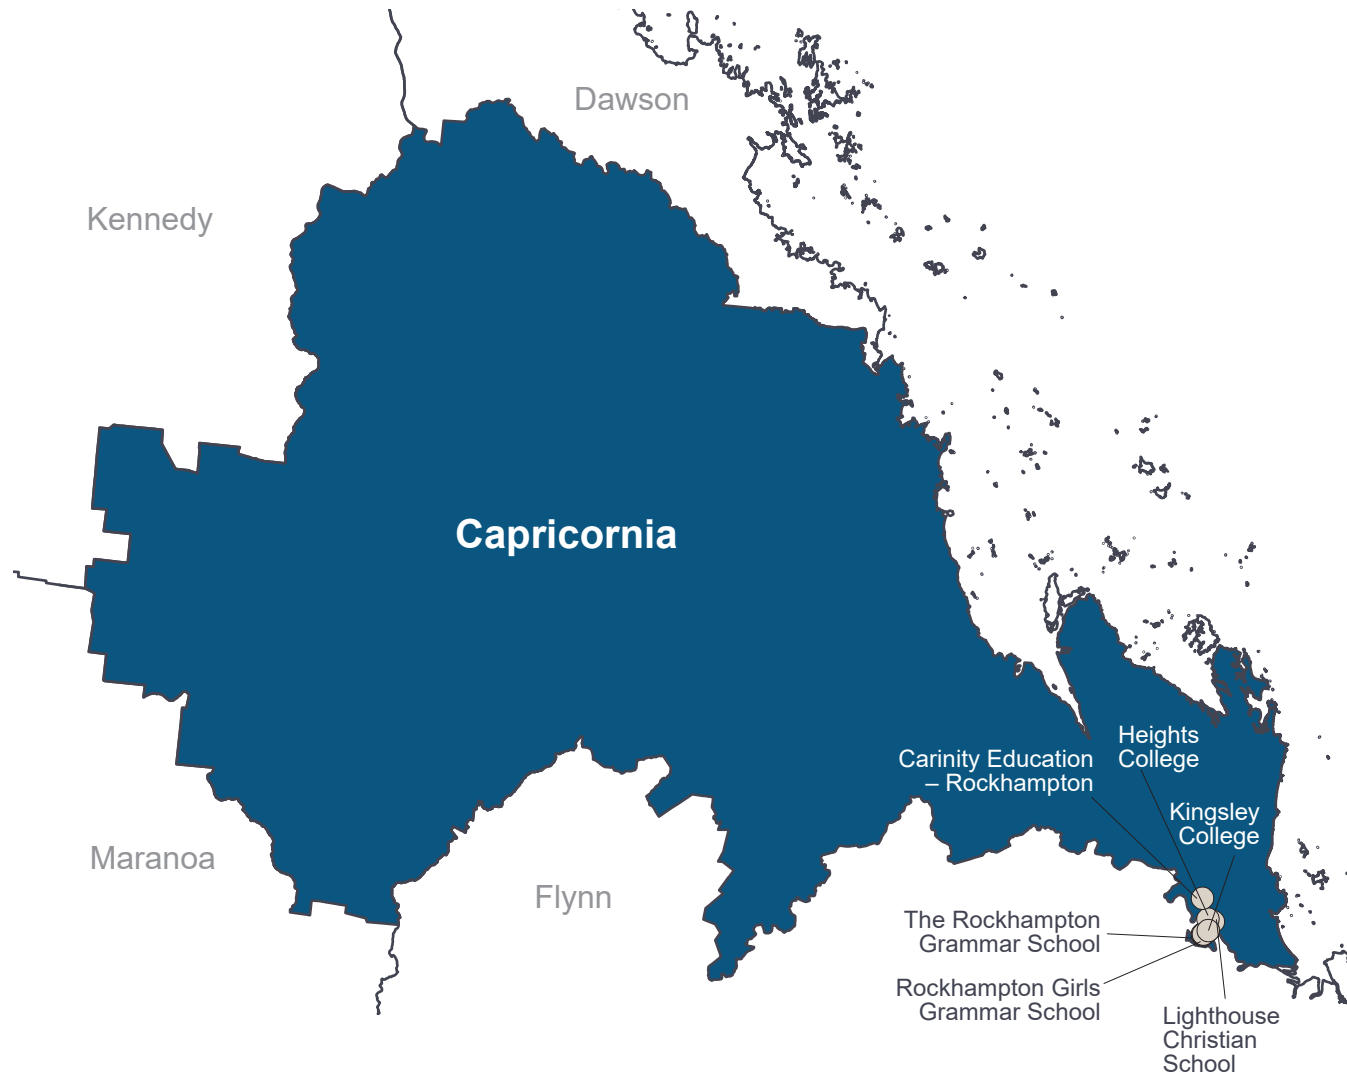 Dawson
Kennedy
Capricornia
Heights
College
Carinity Education
– Rockhampton
Kingsley
College
Maranoa
Flynn
The Rockhampton
Grammar School
Rockhampton Girls
Grammar School
Lighthouse
Christian
School